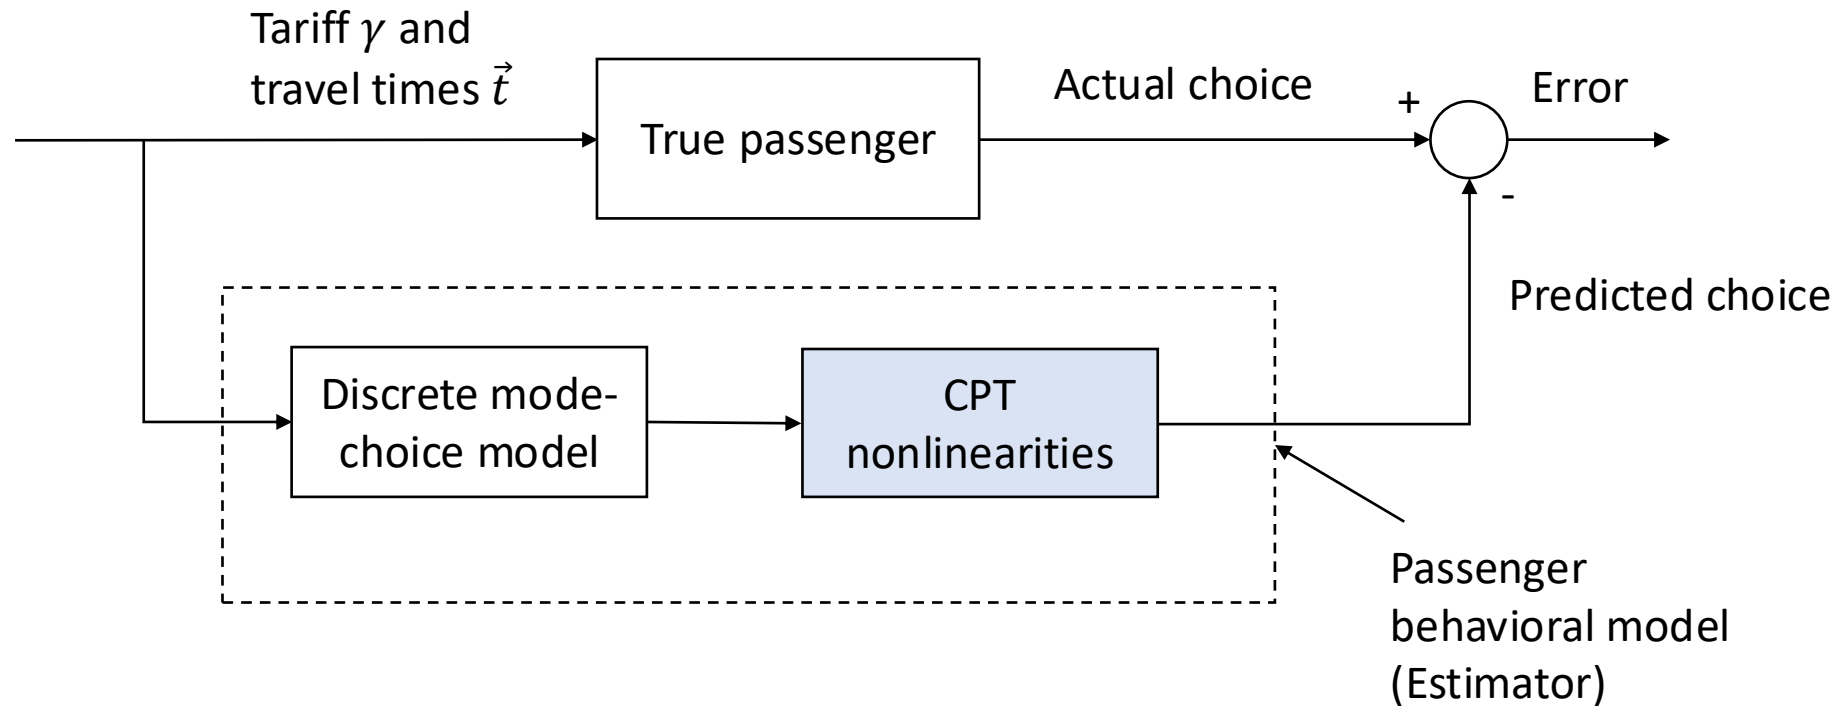 Tariff γ and
travel times t⃗
True passenger
Actual choice
+
Error
-
Predicted choice
Discrete mode-
choice model
CPT
nonlinearities
Passenger
behavioral model
(Estimator)